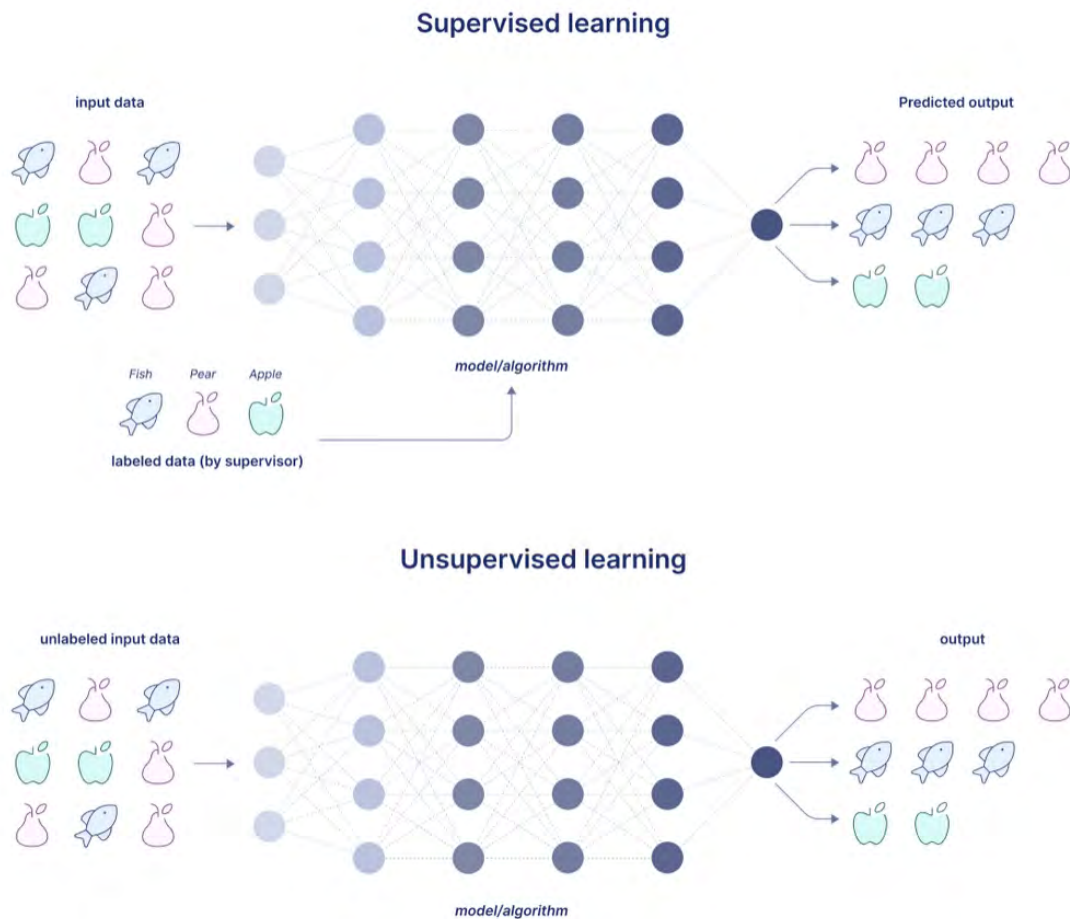 Supervised learning
input data
Predicted output
model/algorithm
Fish Pear Apple
labeled data (by supervisor)
Unsupervised learning
unlabeled input data
output
model/algorithm